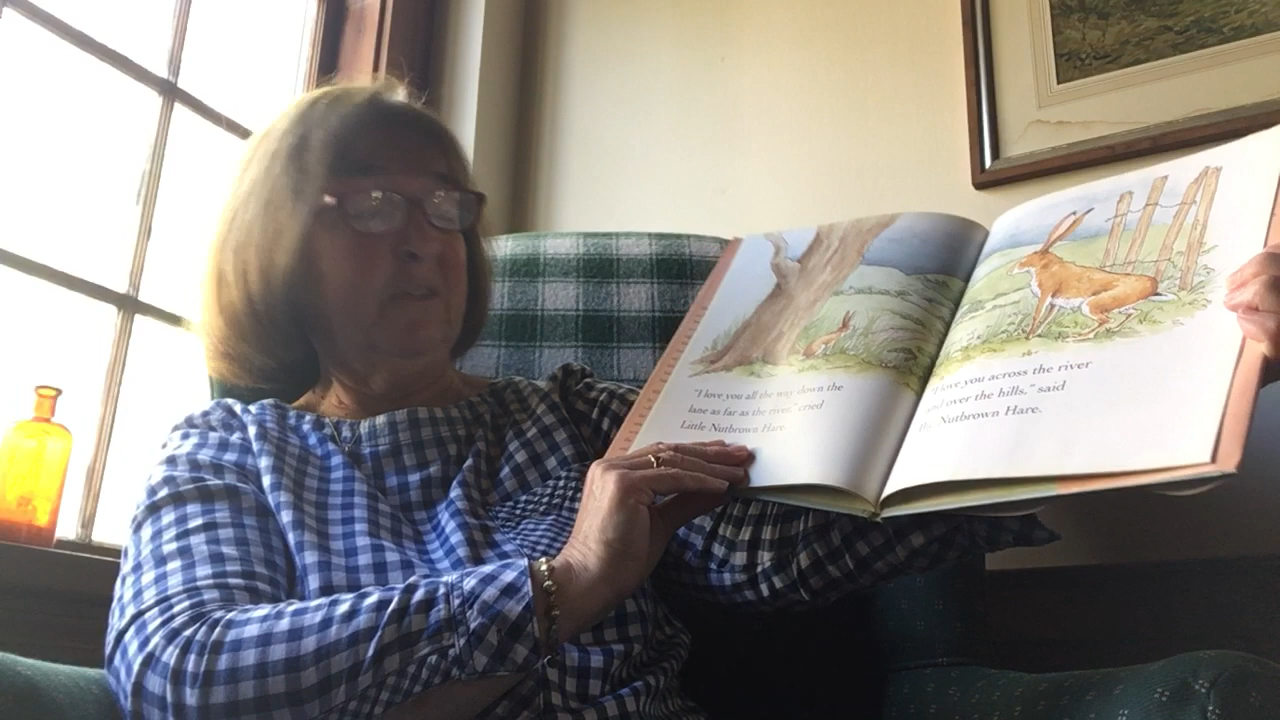 "I love you all the way down the
lane as far as the river," cried
Little Nutbrown Hare.
"I love you across the river
and over the hills," said
Nutbrown Hare.